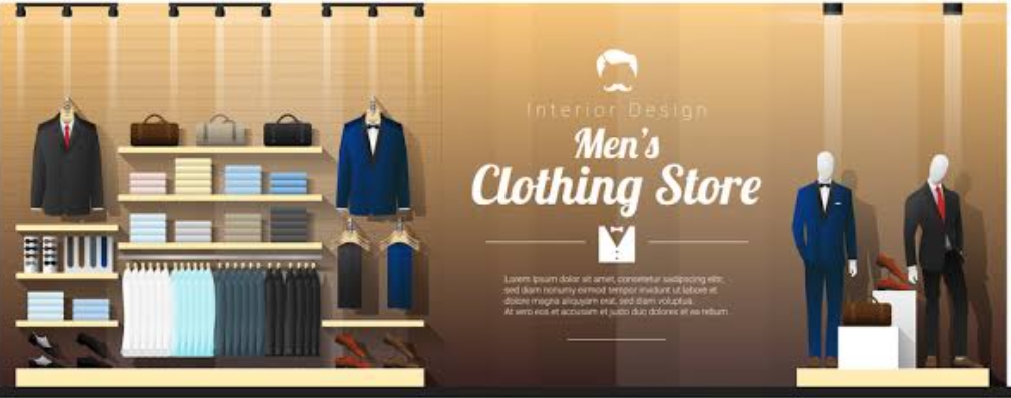 Interior Design
Men's
Clothing Store
Lorem ipsum dolor sit amet, consetetur sadipscing elitr,
sed diam nonumy eirmod tempor invidunt ut labore et
dolore magna aliquyam erat, sed diam voluptua.
At vero eos et accusam et justo duo dolores et ea rebum.